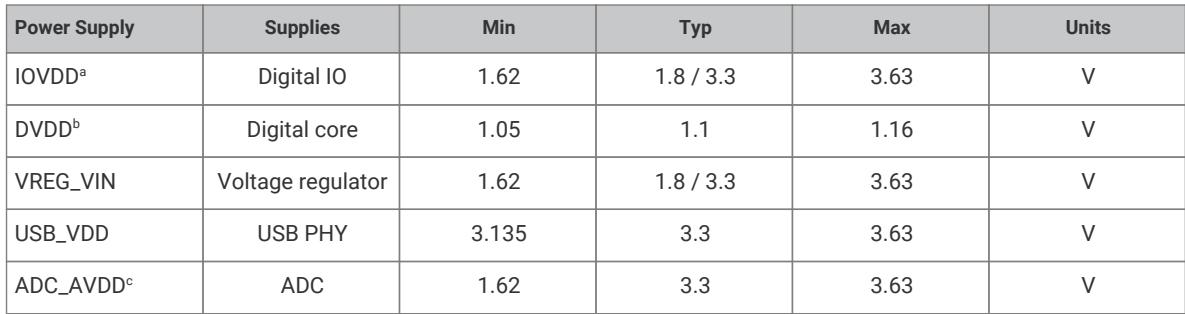 Power Supply Supplies Min Typ Max Units
IOVDDᵃ Digital IO 1.62 1.8 / 3.3 3.63 V
DVDDᵇ Digital core 1.05 1.1 1.16 V
VREG_VIN Voltage regulator 1.62 1.8 / 3.3 3.63 V
USB_VDD USB PHY 3.135 3.3 3.63 V
ADC_AVDDᶜ ADC 1.62 3.3 3.63 V